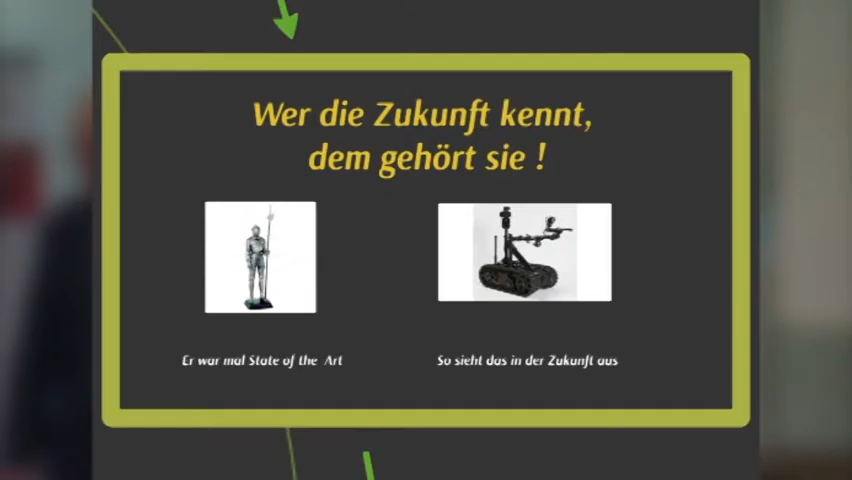 Wer die Zukunft kennt,
dem gehört sie !
Er war mal State of the Art
So sieht das in der Zukunft aus